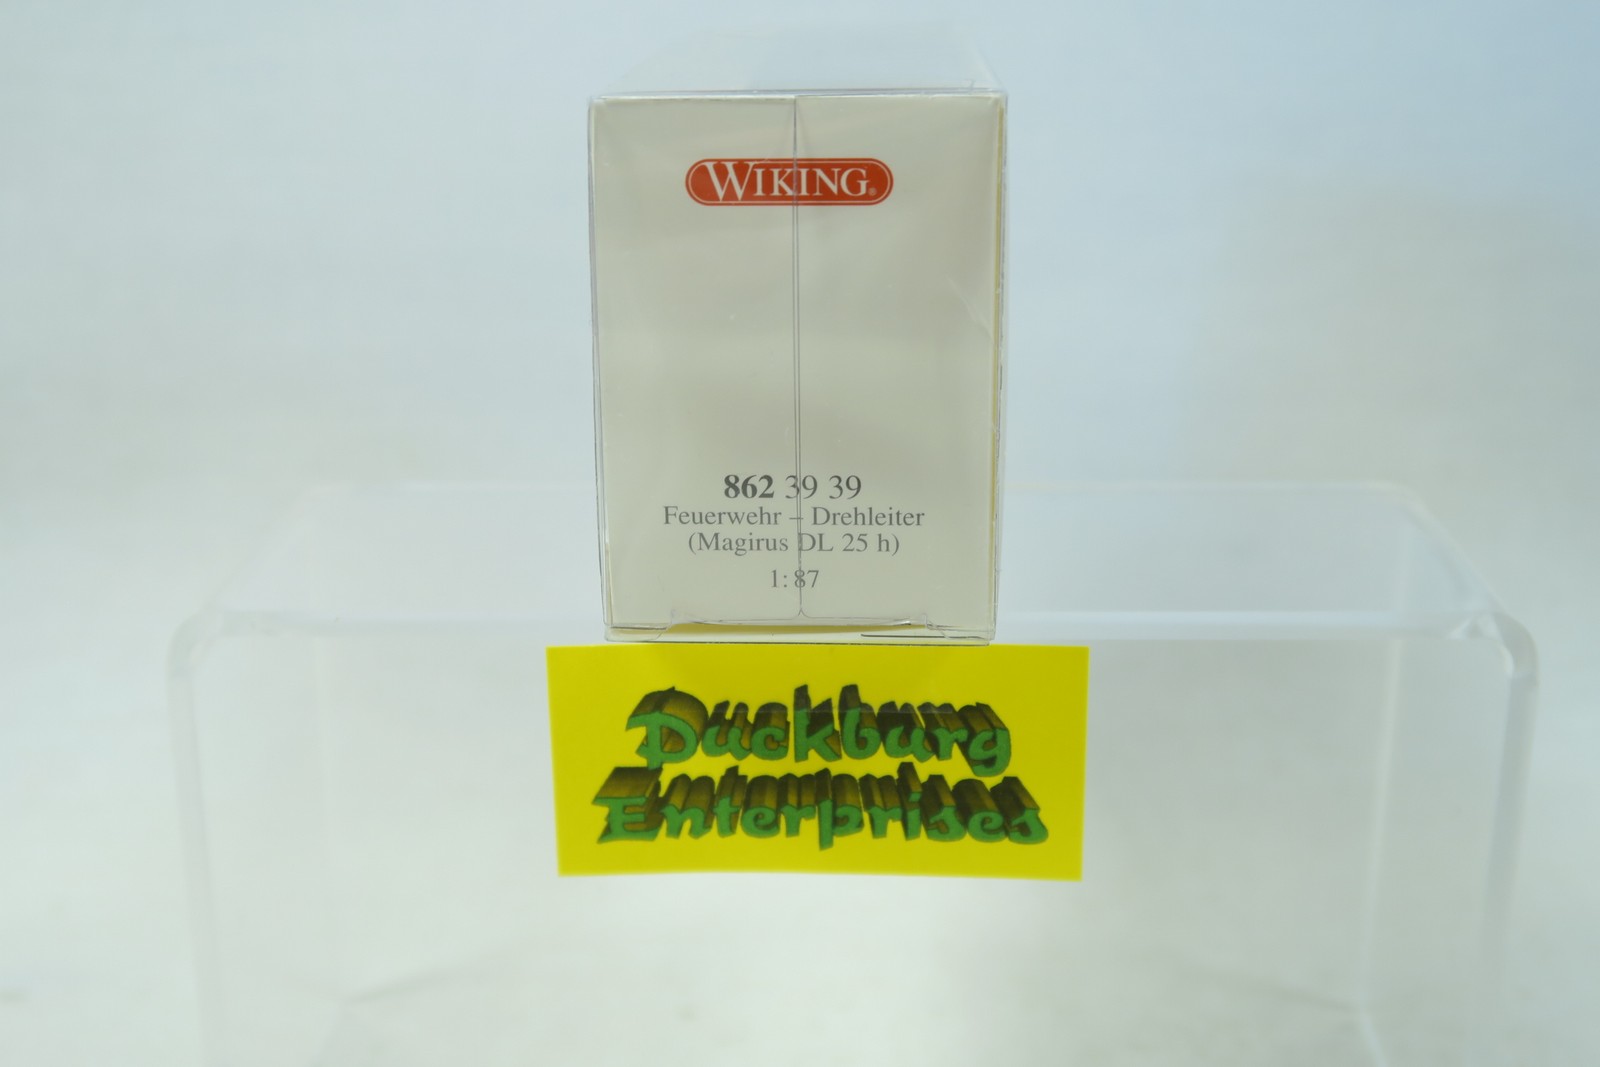 WIKING®
862 39 39
Feuerwehr – Drehleiter
(Magirus DL 25 h)
1:87
Duckburg
Enterprises